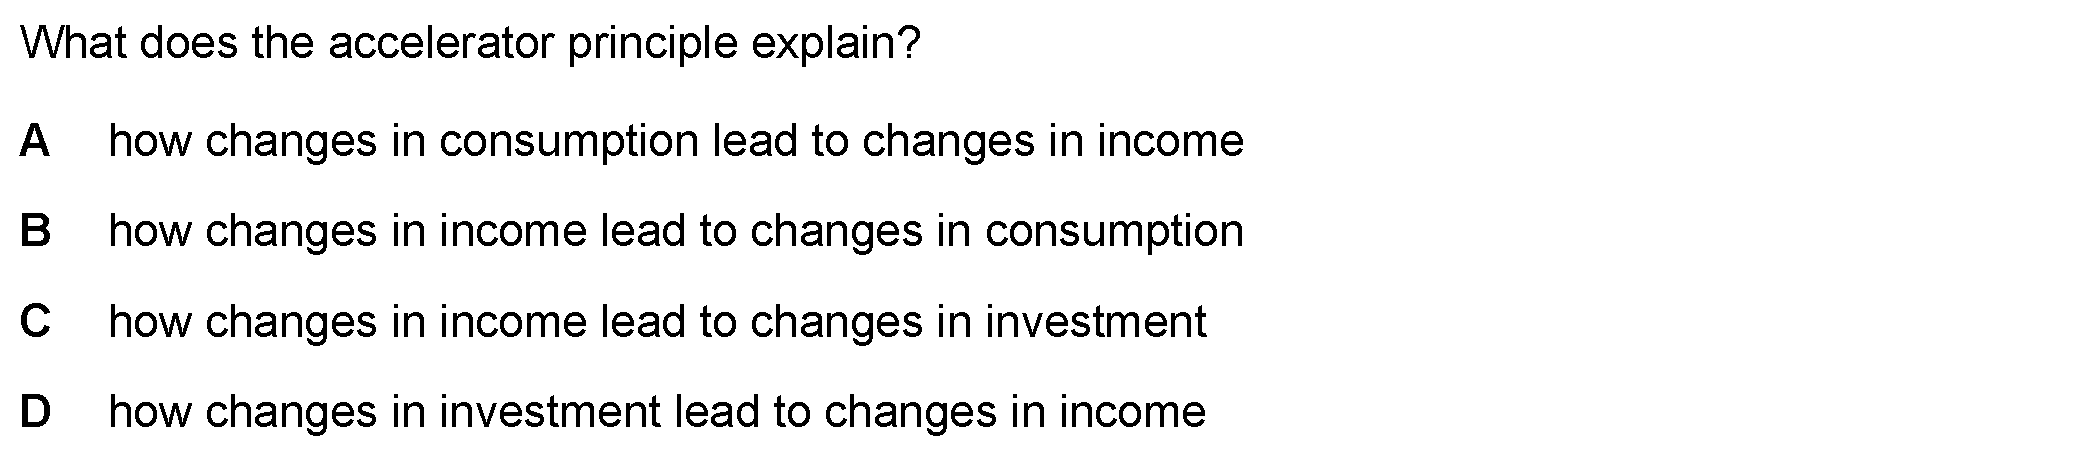 What does the accelerator principle explain?
A how changes in consumption lead to changes in income
B how changes in income lead to changes in consumption
C how changes in income lead to changes in investment
D how changes in investment lead to changes in income